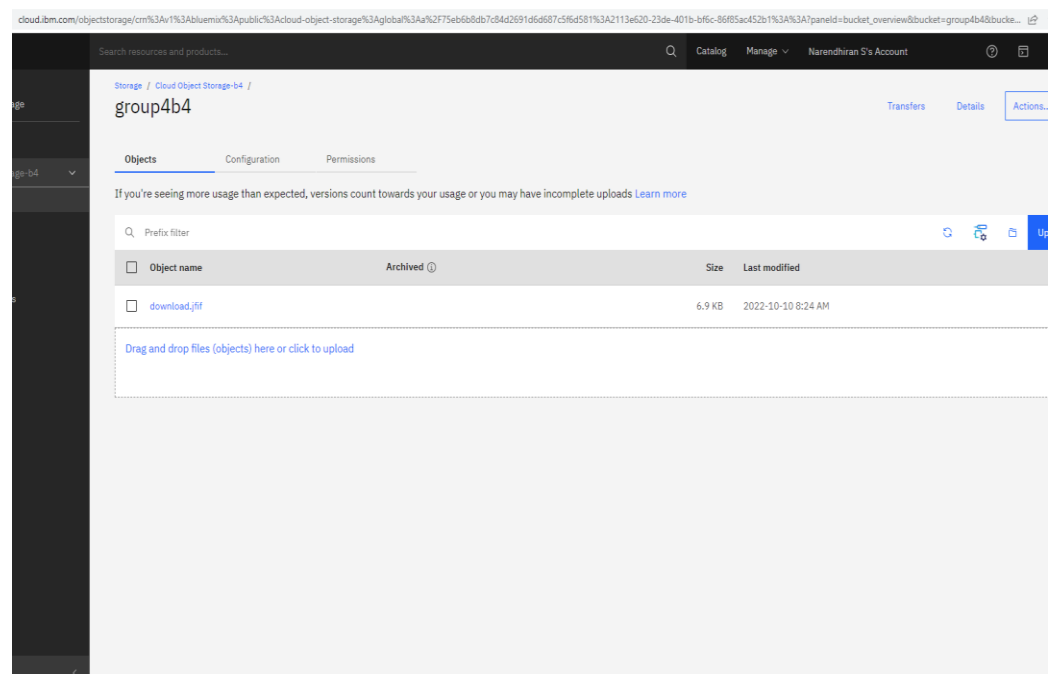 cloud.ibm.com/objectstorage/crn%3Av1%3Abluemix%3Apublic%3Acloud-object-storage%3Aglobal%3Aa%2F75eb6b8db7c84d2691d6d687c5f6d581%3A2113e620-23de-401b-bf6c-86f85ac452b1%3A%3A?paneId=bucket_overview&bucket=group4b4&bucke...
Search resources and products...
Catalog Manage Narendhiran S's Account
Storage / Cloud Object Storage-b4 /
age
group4b4
Transfers Details Actions...
Objects Configuration Permissions
age-b4
If you're seeing more usage than expected, versions count towards your usage or you may have incomplete uploads Learn more
Prefix filter
Up
Object name Archived Size Last modified
s
download.jfif 6.9 KB 2022-10-10 8:24 AM
Drag and drop files (objects) here or click to upload